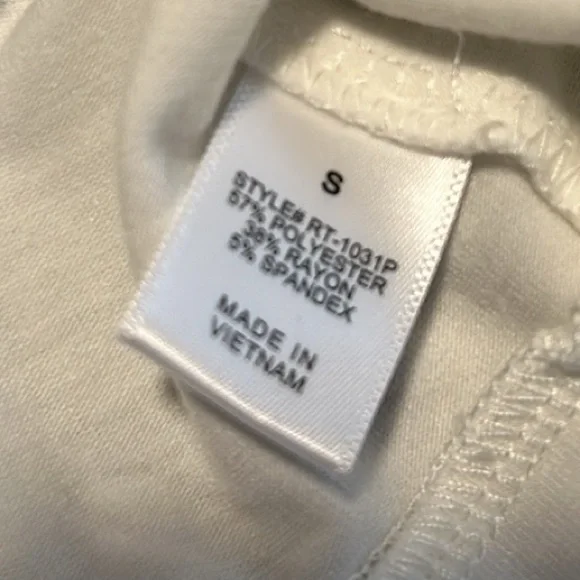 S
STYLE# RT-1031P
57% POLYESTER
38% RAYON
5% SPANDEX
MADE IN
VIETNAM